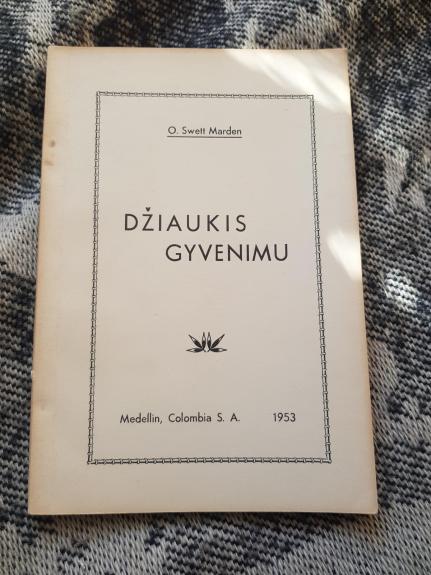 O. Swett Marden
DŽIAUKIS
GYVENIMU
Medellin, Colombia S. A. 1953